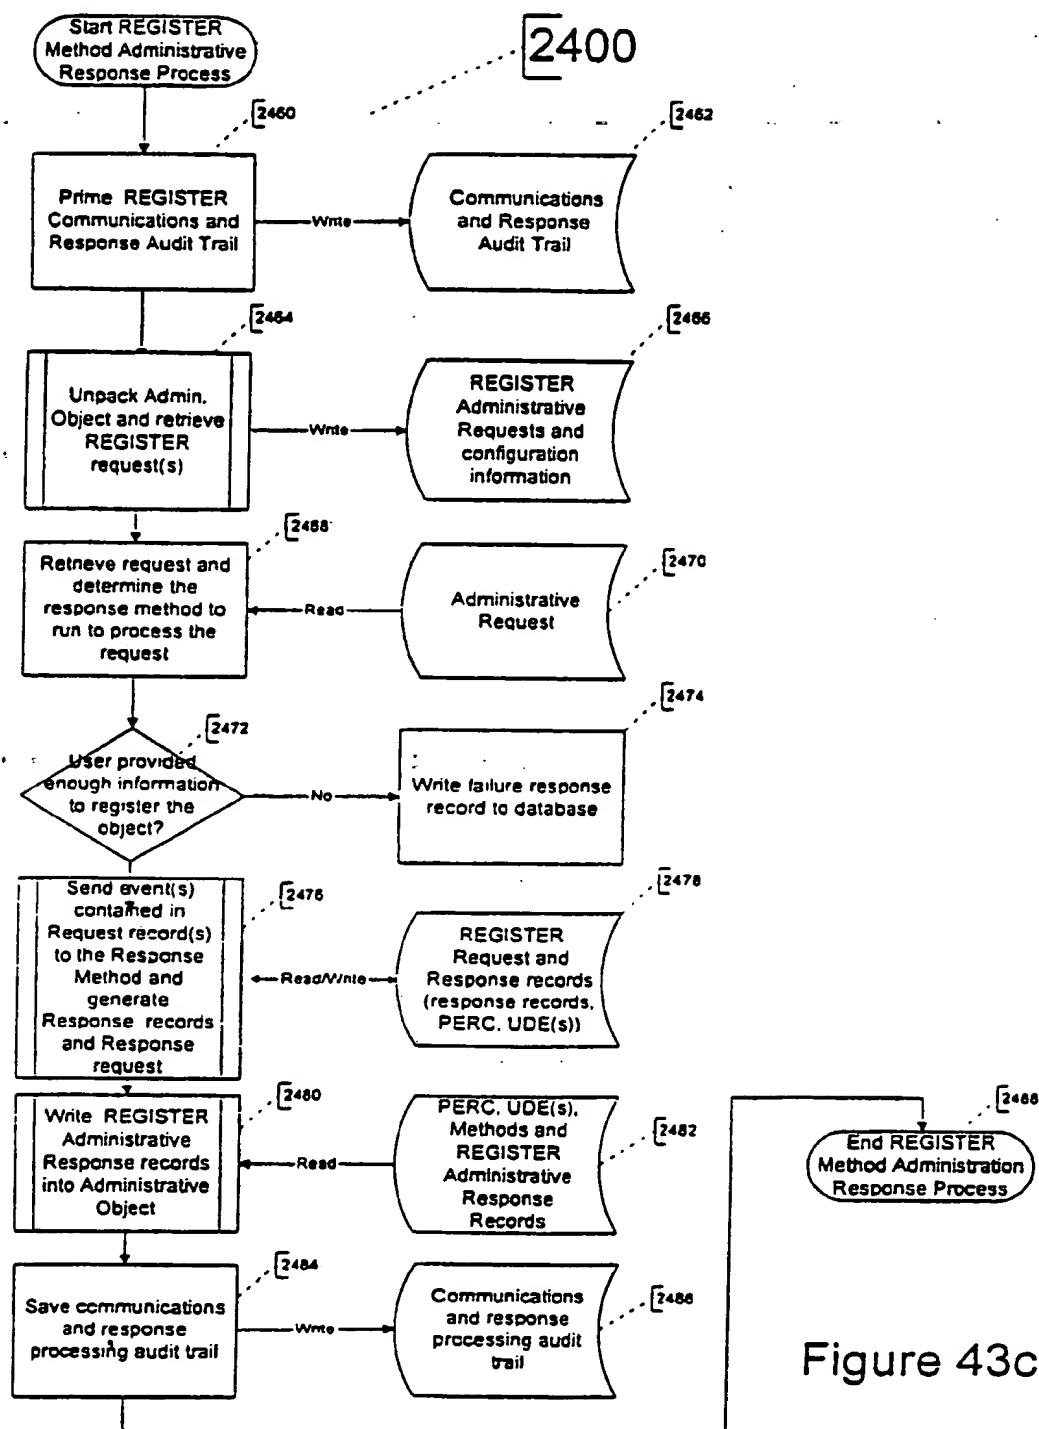 Start REGISTER
Method Administrative
Response Process
2400
2460
2462
Prime REGISTER
Communications and
Response Audit Trail
Write
Communications
and Response
Audit Trail
2464
2466
Unpack Admin.
Object and retrieve
REGISTER
request(s)
Write
REGISTER
Administrative
Requests and
configuration
information
2468
2470
Retrieve request and
determine the
response method to
run to process the
request
Read
Administrative
Request
2472
2474
User provided
enough information
to register the
object?
No
Write failure response
record to database
2476
2478
Send event(s)
contained in
Request record(s)
to the Response
Method and
generate
Response records
and Response
request
Read/Write
REGISTER
Request and
Response records
(response records,
PERC, UDE(s))
2480
2482
Write REGISTER
Administrative
Response records
into Administrative
Object
Read
PERC, UDE(s),
Methods and
REGISTER
Administrative
Response
Records
2484
2486
Save communications
and response
processing audit trail
Write
Communications
and response
processing audit
trail
2488
End REGISTER
Method Administration
Response Process
Figure 43c